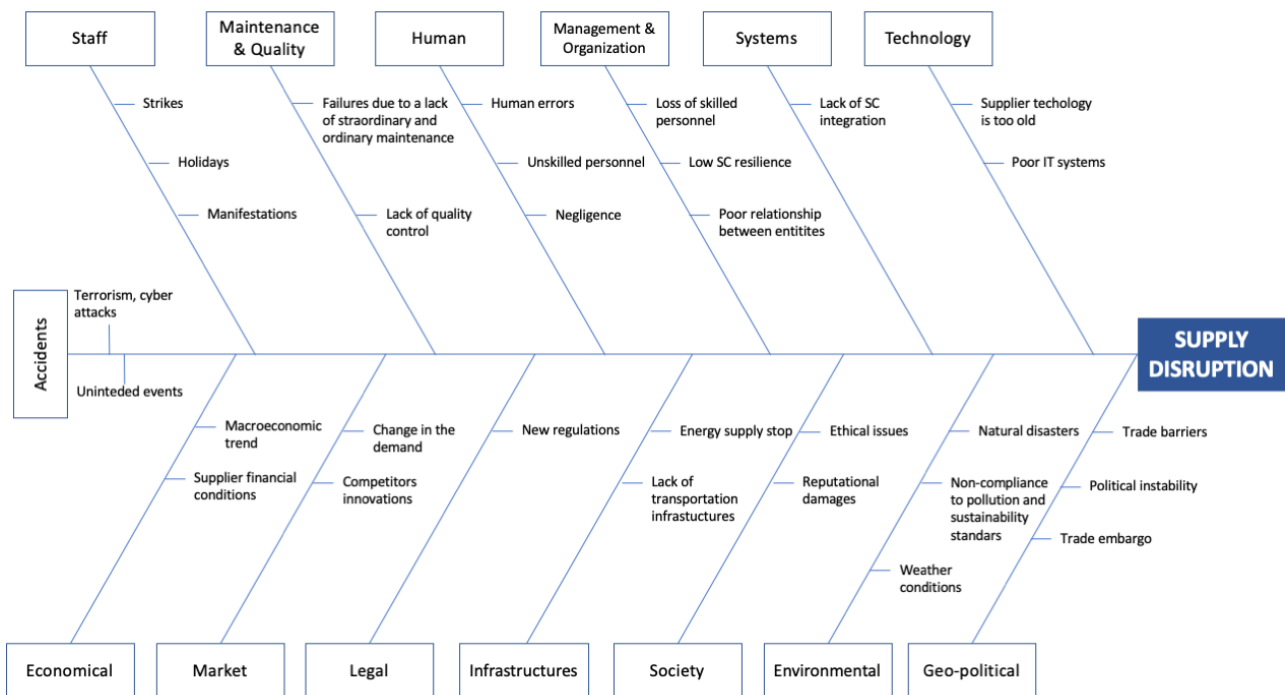 Staff
Maintenance
& Quality
Human
Management &
Organization
Systems
Technology
Strikes
Holidays
Manifestations
Failures due to a lack
of straordinary and
ordinary maintenance
Lack of quality
control
Human errors
Unskilled personnel
Negligence
Loss of skilled
personnel
Low SC resilience
Poor relationship
between entitites
Lack of SC
integration
Supplier techology
is too old
Poor IT systems
Accidents
Terrorism, cyber
attacks
Uninteded events
SUPPLY
DISRUPTION
Macroeconomic
trend
Supplier financial
conditions
Change in the
demand
Competitors
innovations
New regulations
Energy supply stop
Lack of
transportation
infrastuctures
Ethical issues
Reputational
damages
Natural disasters
Non-compliance
to pollution and
sustainability
standars
Weather
conditions
Trade barriers
Political instability
Trade embargo
Economical
Market
Legal
Infrastructures
Society
Environmental
Geo-political